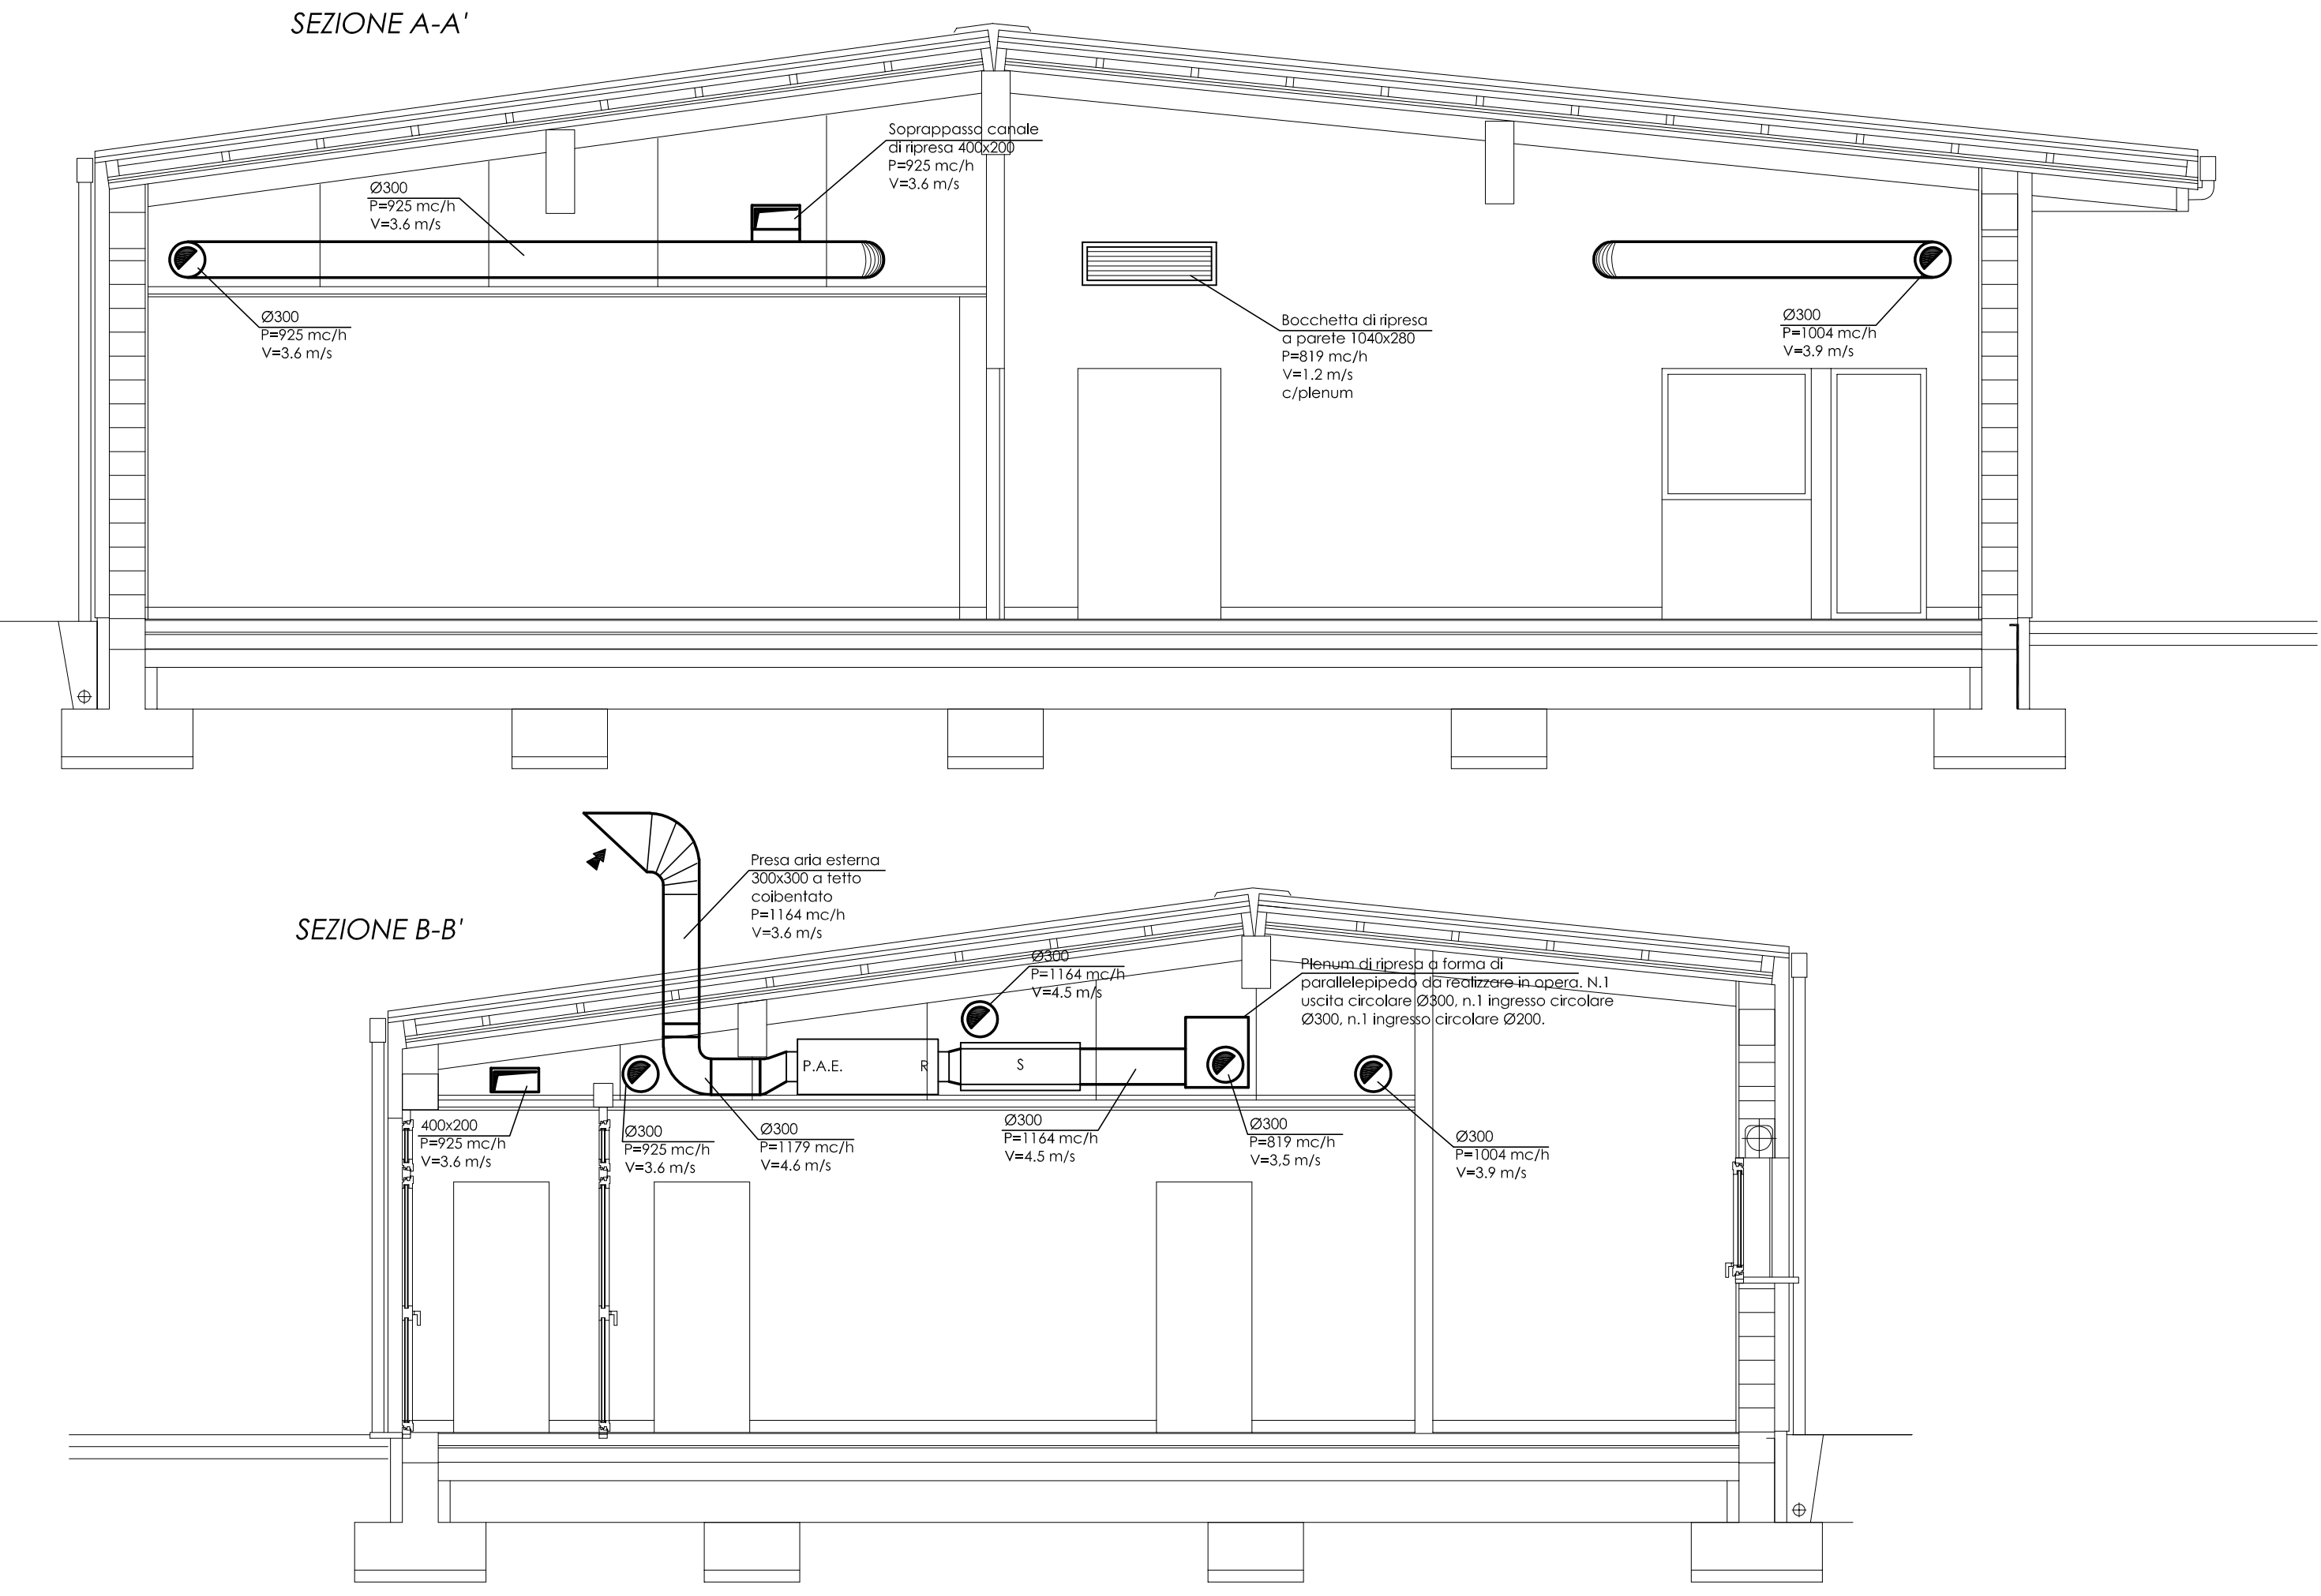 SEZIONE A-A'
Soprappasso canale
di ripresa 400x200
P=925 mc/h
V=3.6 m/s
Ø300
P=925 mc/h
V=3.6 m/s
Ø300
P=925 mc/h
V=3.6 m/s
Bocchetta di ripresa
a parete 1040x280
P=819 mc/h
V=1.2 m/s
c/plenum
Ø300
P=1004 mc/h
V=3.9 m/s
SEZIONE B-B'
Presa aria esterna
300x300 a tetto
coibentato
P=1164 mc/h
V=3.6 m/s
Ø300
P=1164 mc/h
V=4.5 m/s
Plenum di ripresa a forma di
parallelepipedo da realizzare in opera. N.1
uscita circolare Ø300, n.1 ingresso circolare
Ø300, n.1 ingresso circolare Ø200.
P.A.E.
R
S
400x200
P=925 mc/h
V=3.6 m/s
Ø300
P=925 mc/h
V=3.6 m/s
Ø300
P=1179 mc/h
V=4.6 m/s
Ø300
P=1164 mc/h
V=4.5 m/s
Ø300
P=819 mc/h
V=3,5 m/s
Ø300
P=1004 mc/h
V=3.9 m/s